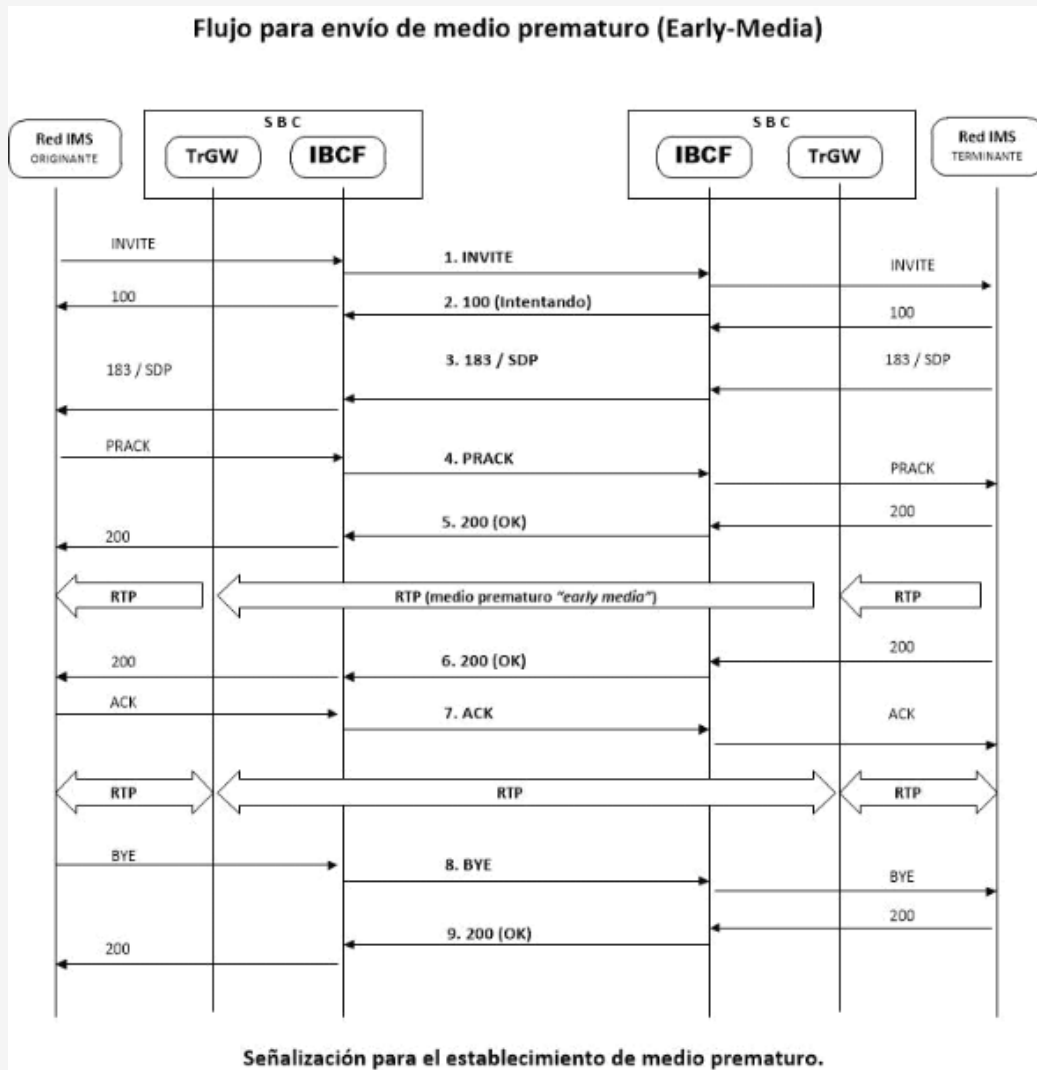 Flujo para envío de medio prematuro (Early-Media)
S B C
S B C
Red IMS
ORIGINANTE
TrGW
IBCF
IBCF
TrGW
Red IMS
TERMINANTE
INVITE
1. INVITE
INVITE
100
2. 100 (Intentando)
100
183 / SDP
3. 183 / SDP
183 / SDP
PRACK
4. PRACK
PRACK
200
5. 200 (OK)
200
RTP
RTP (medio prematuro "early media")
RTP
200
6. 200 (OK)
200
ACK
7. ACK
ACK
RTP
RTP
RTP
BYE
8. BYE
BYE
200
9. 200 (OK)
200
Señalización para el establecimiento de medio prematuro.